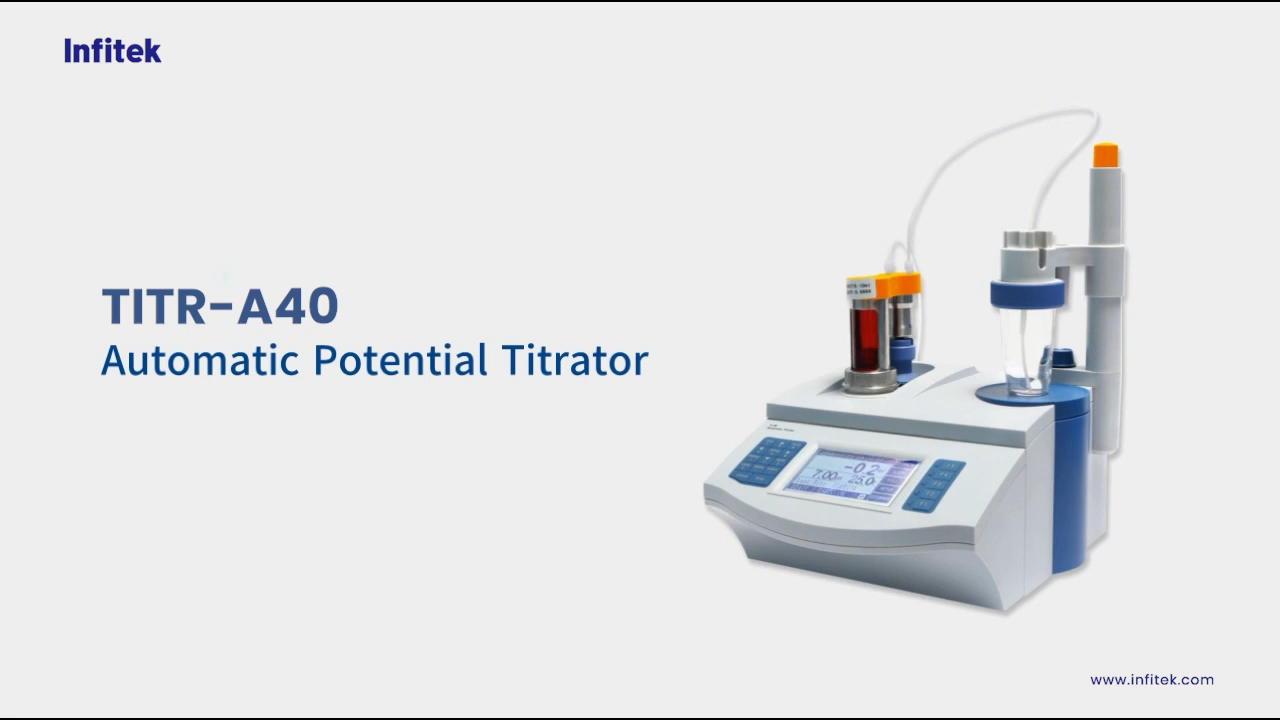 Infitek
TITR-A40
Automatic Potential Titrator
-0.2
7.00
25.0
www.infitek.com